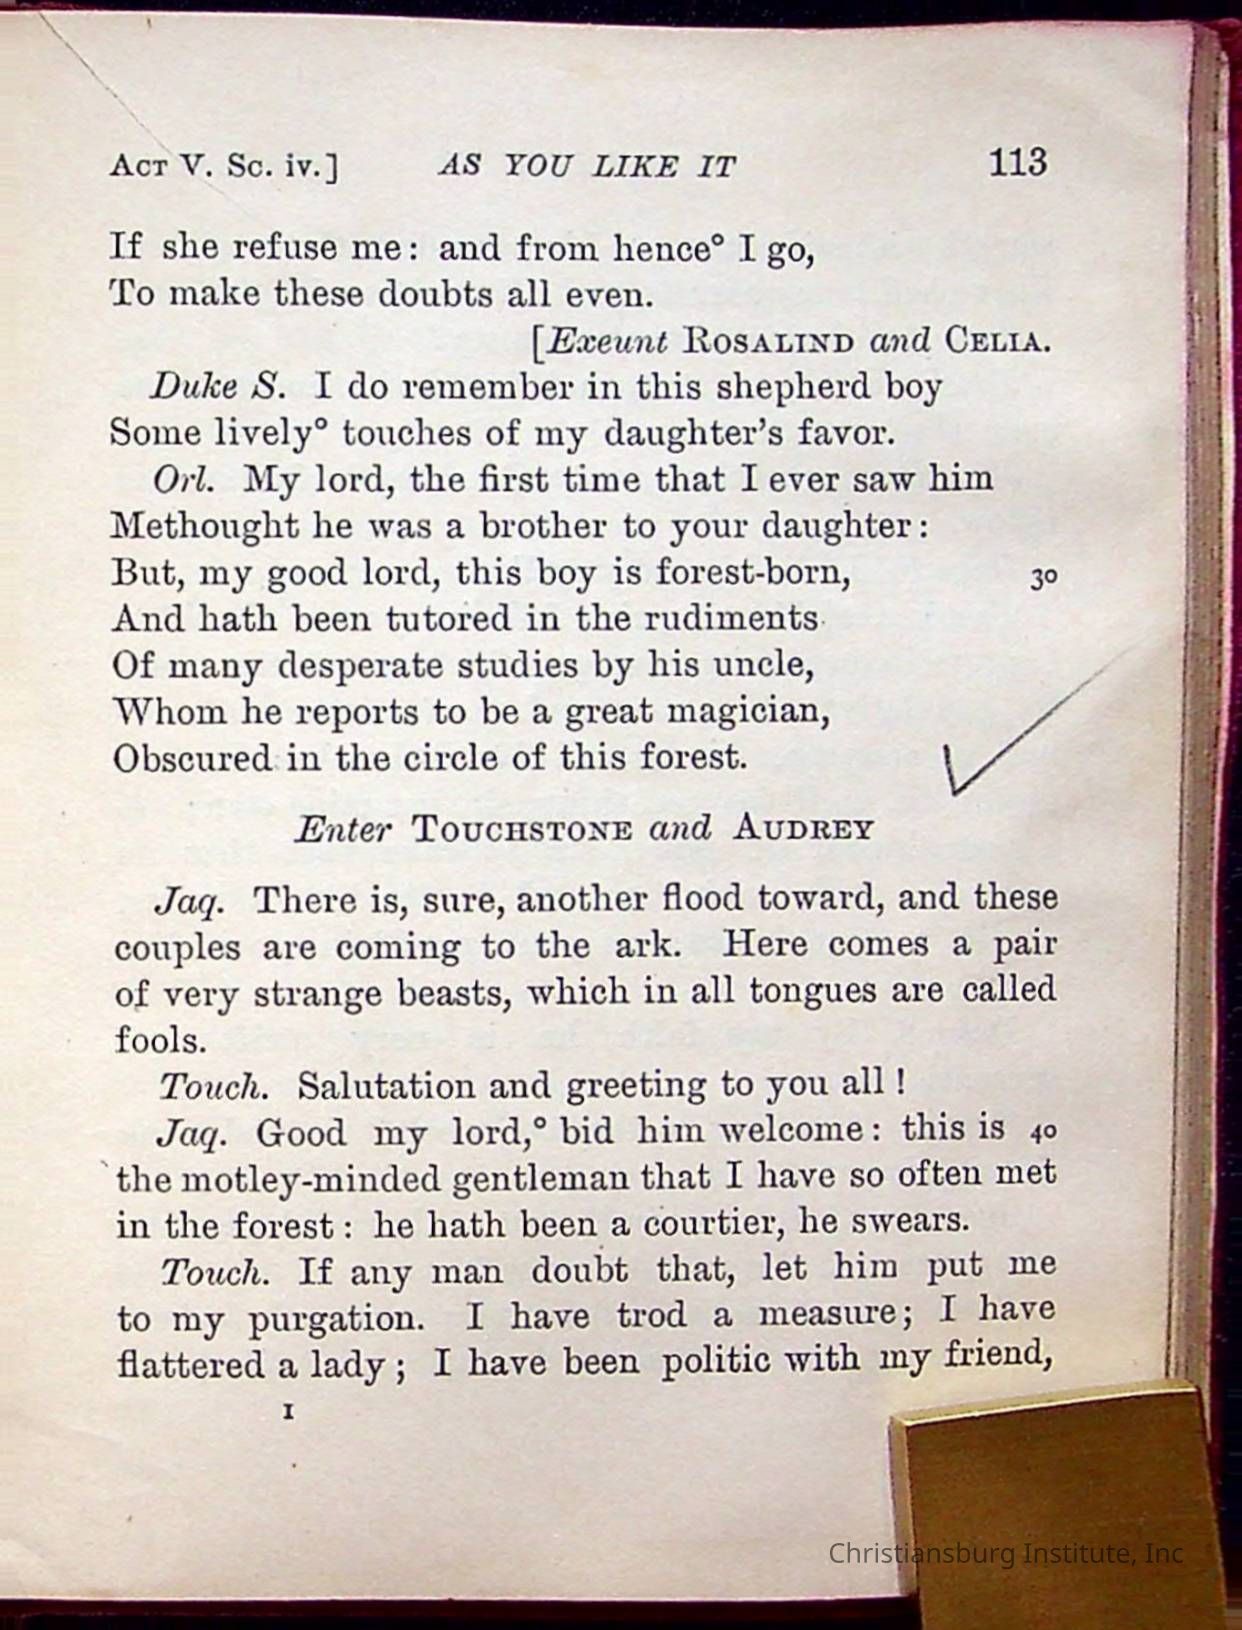 ACT V. Sc. iv.] AS YOU LIKE IT 113
If she refuse me: and from hence° I go,
To make these doubts all even.
[Exeunt ROSALIND and CELIA.
Duke S. I do remember in this shepherd boy
Some lively° touches of my daughter's favor.
Orl. My lord, the first time that I ever saw him
Methought he was a brother to your daughter:
But, my good lord, this boy is forest-born, 30
And hath been tutored in the rudiments
Of many desperate studies by his uncle,
Whom he reports to be a great magician,
Obscured in the circle of this forest.
Enter TOUCHSTONE and AUDREY
Jaq. There is, sure, another flood toward, and these
couples are coming to the ark. Here comes a pair
of very strange beasts, which in all tongues are called
fools.
Touch. Salutation and greeting to you all!
Jaq. Good my lord,° bid him welcome: this is 40
the motley-minded gentleman that I have so often met
in the forest: he hath been a courtier, he swears.
Touch. If any man doubt that, let him put me
to my purgation. I have trod a measure; I have
flattered a lady; I have been politic with my friend,
I
Christiansburg Institute, Inc